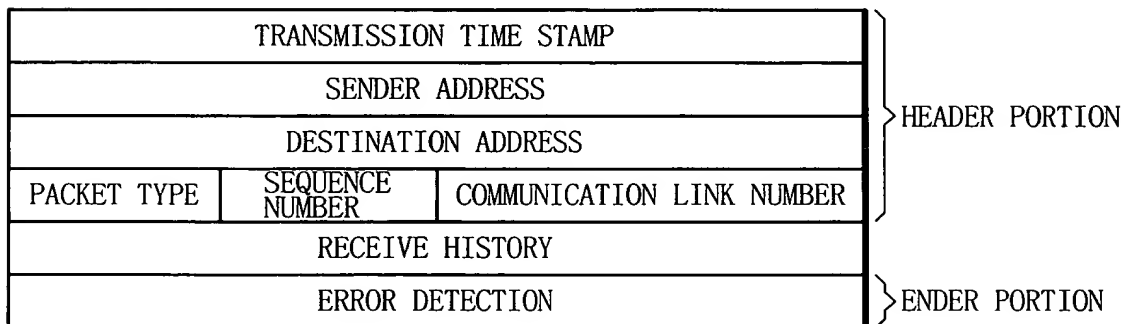 TRANSMISSION TIME STAMP
SENDER ADDRESS
DESTINATION ADDRESS
HEADER PORTION
PACKET TYPE
SEQUENCE
NUMBER
COMMUNICATION LINK NUMBER
RECEIVE HISTORY
ERROR DETECTION
ENDER PORTION